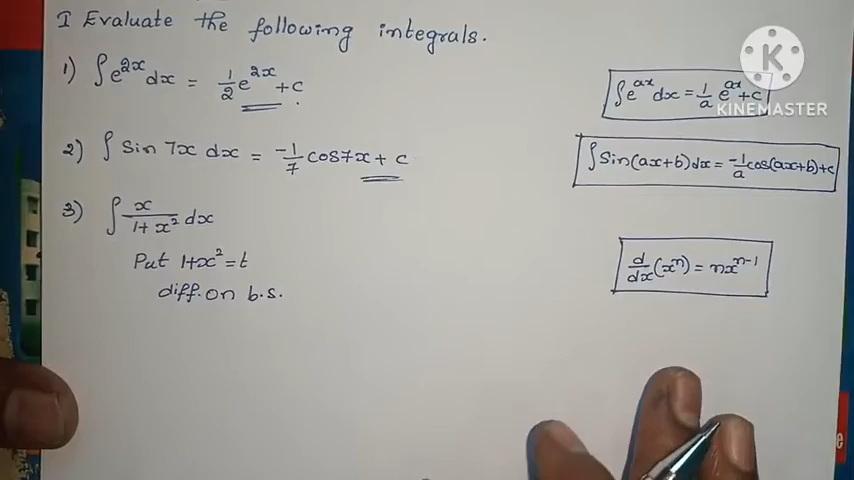 I Evaluate the following integrals.
1) ∫e^{2x} dx = 1/2 e^{2x} + c.
∫e^{ax} dx = 1/a e^{ax} + c
K
KINEMASTER
2) ∫ Sin 7x dx = -1/7 cos7x + c
∫Sin(ax+b)dx = -1/a cos(ax+b)+c
3) ∫ x/(1+x²) dx
Put 1+x² = t
d/dx (x^n) = nx^{n-1}
diff. on b.s.
e